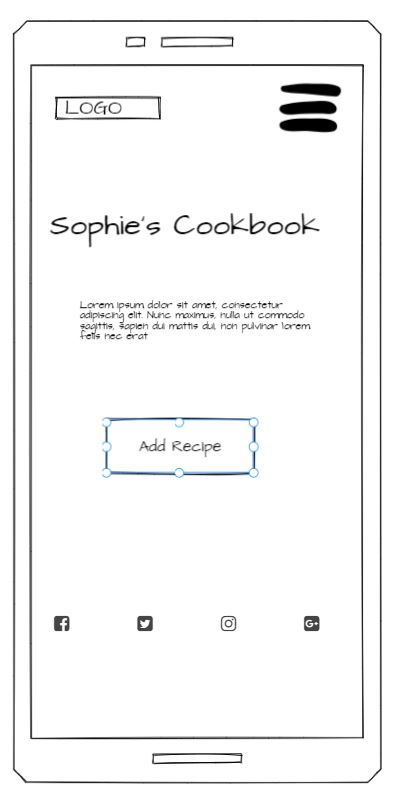 LOGO
Sophie's Cookbook
Lorem ipsum dolor sit amet, consectetur
adipiscing elit. Nunc maximus, nulla ut commodo
sagittis, sapien dui mattis dui, non pulvinar lorem
felis nec erat
Add Recipe
G+